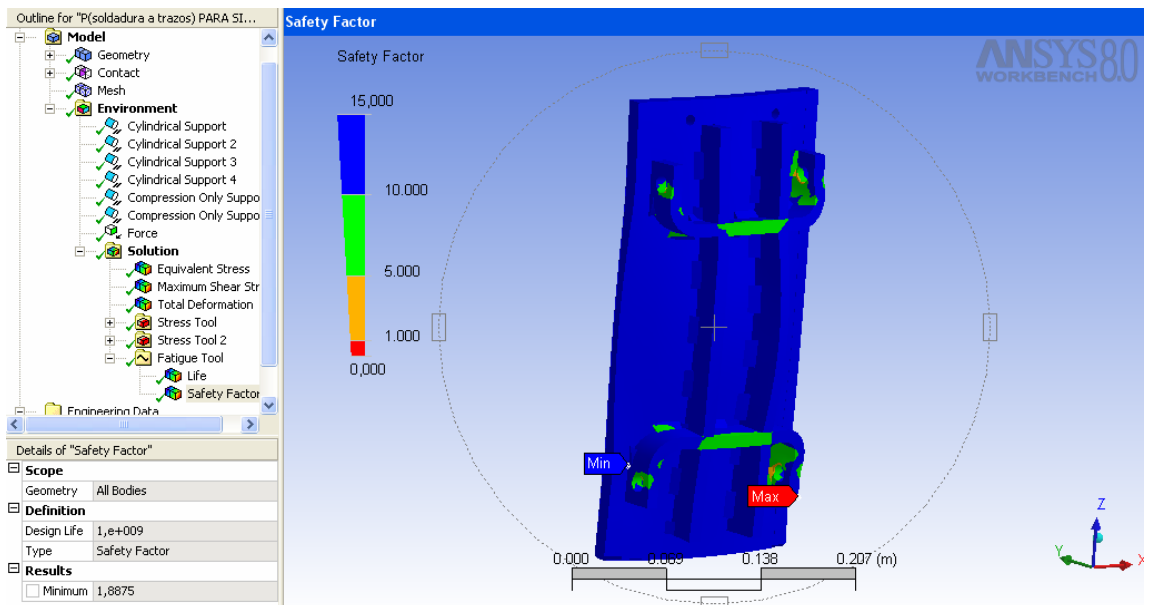 Outline for "P(soldadura a trazos) PARA SI...
Model
Geometry
Contact
Mesh
Environment
Cylindrical Support
Cylindrical Support 2
Cylindrical Support 3
Cylindrical Support 4
Compression Only Suppo
Compression Only Suppo
Force
Solution
Equivalent Stress
Maximum Shear Str
Total Deformation
Stress Tool
Stress Tool 2
Fatigue Tool
Life
Safety Factor
Engineering Data
Details of "Safety Factor"
Scope
Geometry All Bodies
Definition
Design Life 1,e+009
Type Safety Factor
Results
Minimum 1,8875
Safety Factor
ANSYS 8.0
WORKBENCH
Safety Factor
15,000
10.000
5.000
1.000
0,000
Min
Max
0.000 0.069 0.138 0.207 (m)
Z
Y
X